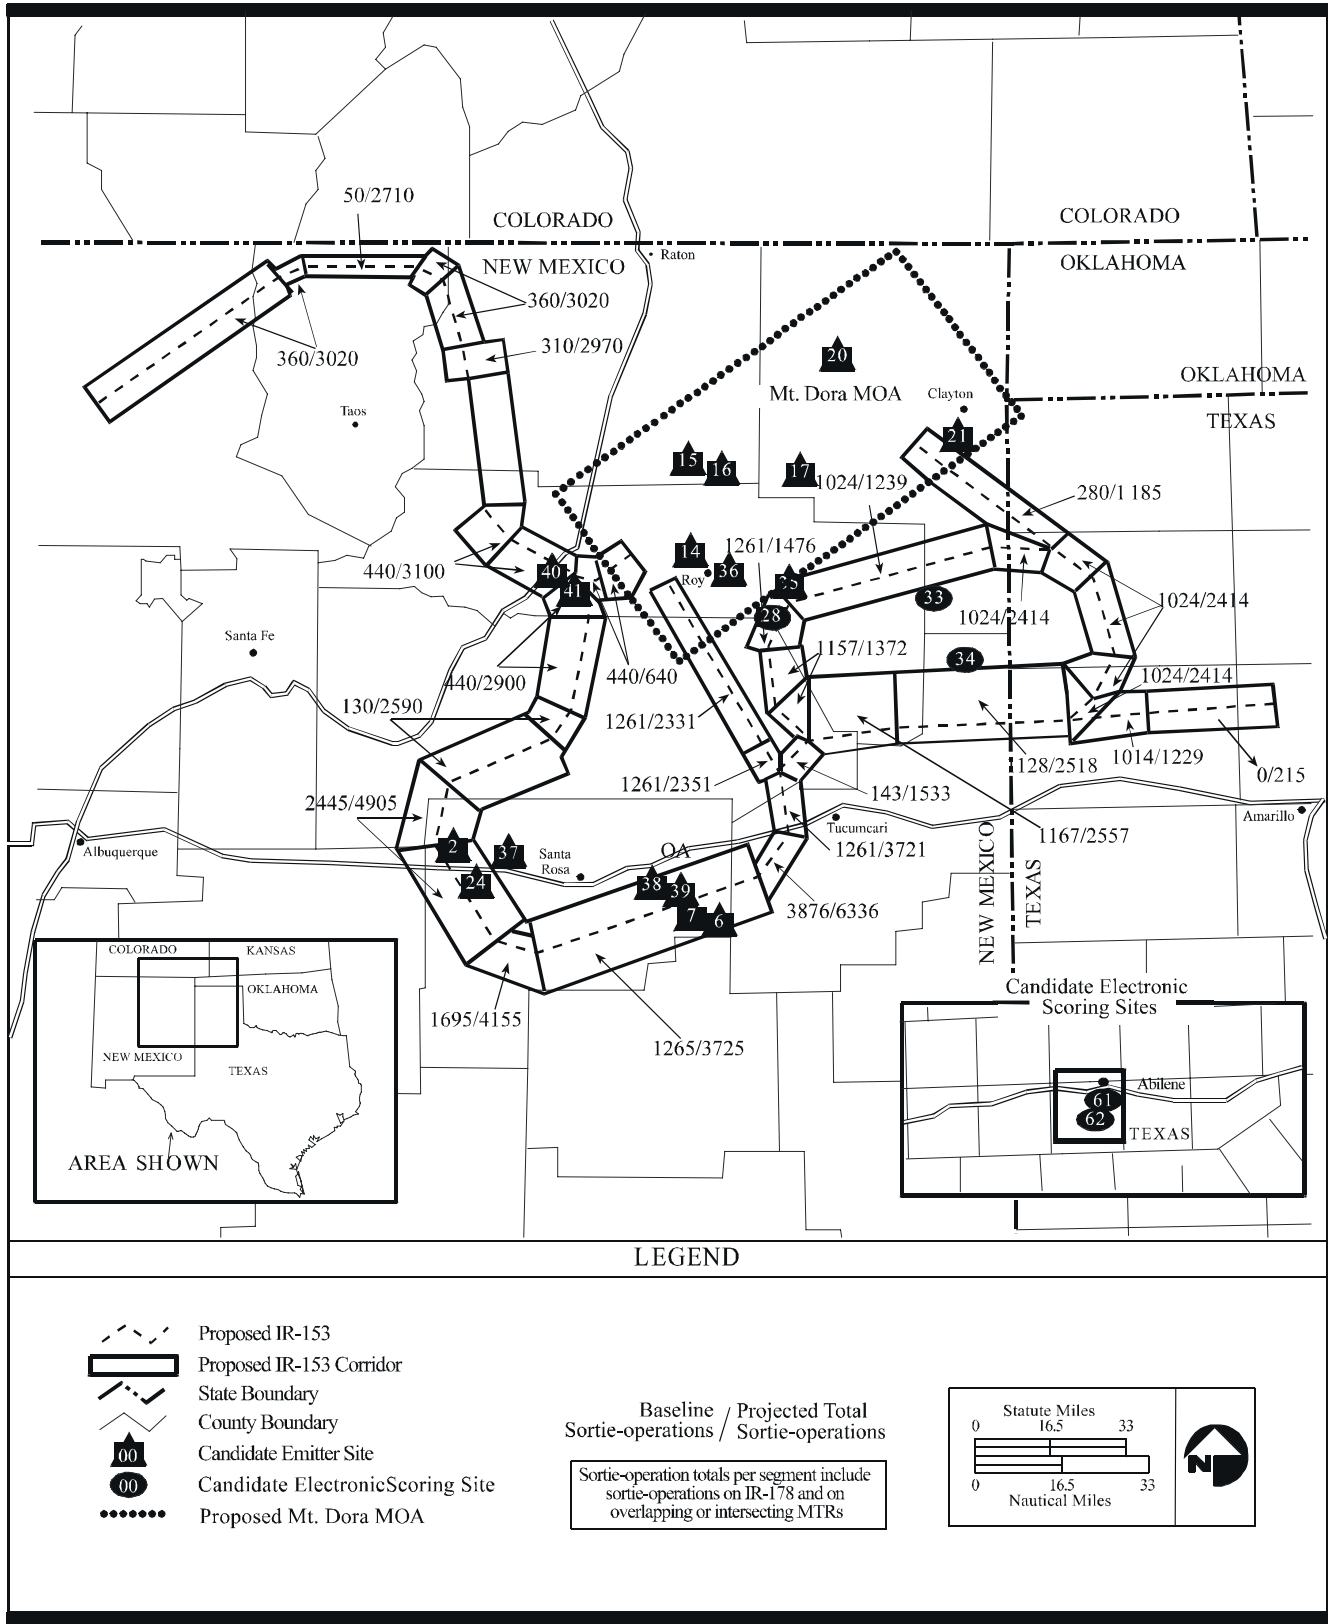 50/2710
COLORADO
COLORADO
NEW MEXICO
Raton
OKLAHOMA
360/3020
310/2970
360/3020
20
OKLAHOMA
Mt. Dora MOA
Clayton
TEXAS
Taos
21
15
16
17
1024/1239
280/1 185
14
1261/1476
440/3100
40
Roy
36
35
41
33
1024/2414
28
1024/2414
Santa Fe
1157/1372
34
440/2900
440/640
1024/2414
130/2590
1261/2331
1014/1229
128/2518
0/215
1261/2351
143/1533
2445/4905
Amarillo
Tucumcari
1167/2557
NEW MEXICO
TEXAS
Albuquerque
2
37
Santa
Rosa
OA
1261/3721
24
38
39
7
6
3876/6336
COLORADO
KANSAS
OKLAHOMA
NEW MEXICO
TEXAS
AREA SHOWN
1695/4155
1265/3725
Candidate Electronic
Scoring Sites
Abilene
61
62
TEXAS
LEGEND
Proposed IR-153
Proposed IR-153 Corridor
State Boundary
County Boundary
00 Candidate Emitter Site
00 Candidate ElectronicScoring Site
Proposed Mt. Dora MOA
Baseline / Projected Total
Sortie-operations / Sortie-operations
Sortie-operation totals per segment include
sortie-operations on IR-178 and on
overlapping or intersecting MTRs
Statute Miles
0 16.5 33
0 16.5 33
Nautical Miles
N